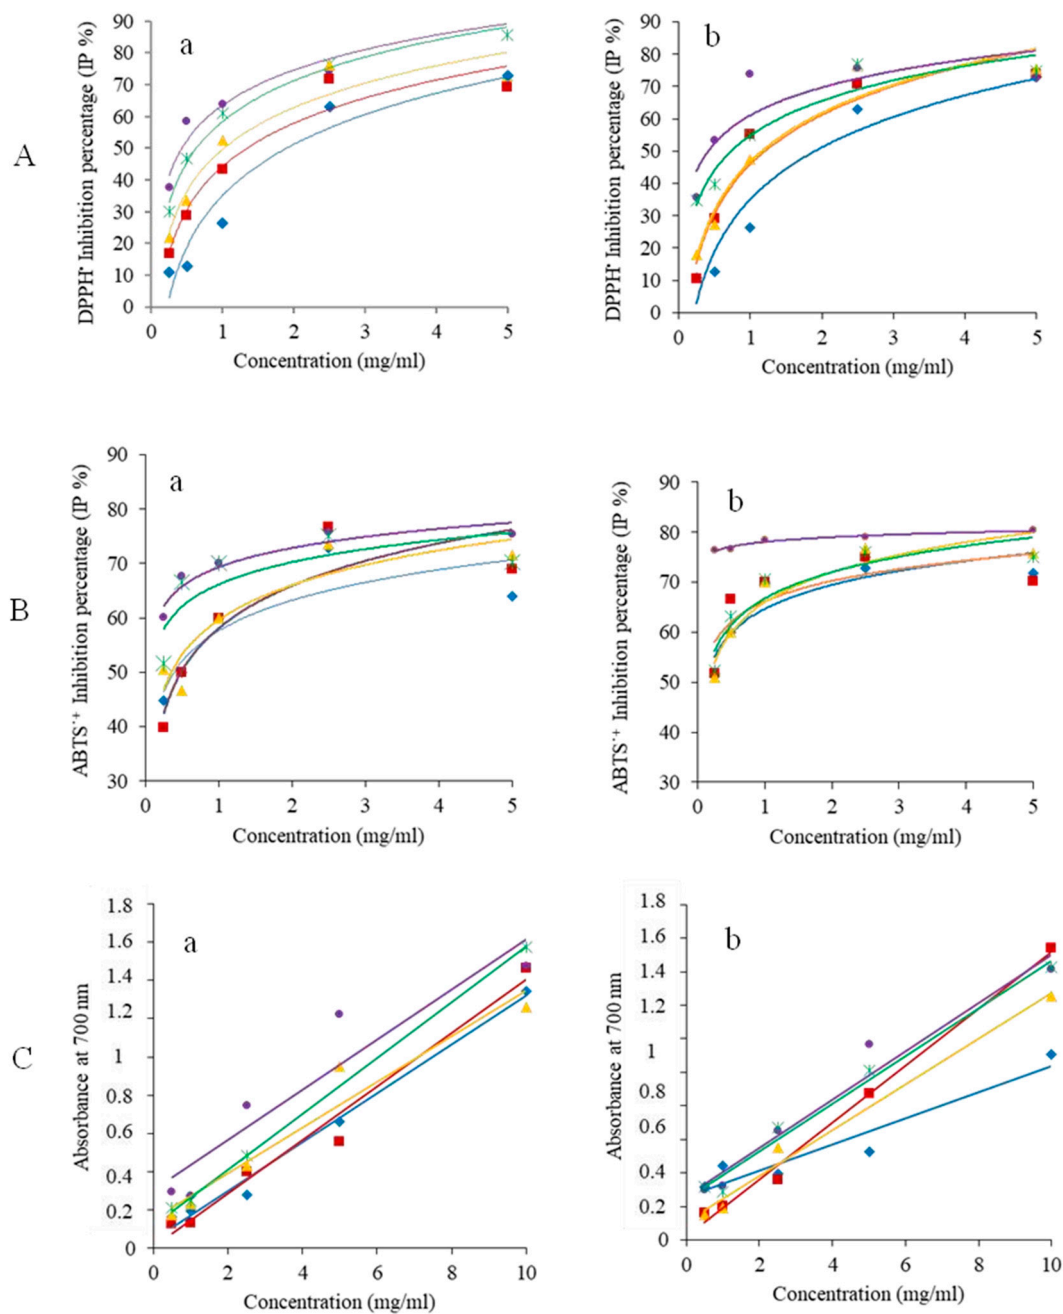 A
a
DPPH· Inhibition percentage (IP %)
90
80
70
60
50
40
30
20
10
0
0 1 2 3 4 5
Concentration (mg/ml)
b
DPPH· Inhibition percentage (IP %)
90
80
70
60
50
40
30
20
10
0
0 1 2 3 4 5
Concentration (mg/ml)
B
a
ABTS·+ Inhibition percentage (IP %)
90
80
70
60
50
40
30
0 1 2 3 4 5
Concentration (mg/ml)
b
ABTS·+ Inhibition percentage (IP %)
90
80
70
60
50
40
30
0 1 2 3 4 5
Concentration (mg/ml)
C
a
Absorbance at 700 nm
1.8
1.6
1.4
1.2
1
0.8
0.6
0.4
0.2
0
0 2 4 6 8 10
Concentration (mg/ml)
b
Absorbance at 700 nm
1.8
1.6
1.4
1.2
1
0.8
0.6
0.4
0.2
0
0 2 4 6 8 10
Concentration (mg/ml)